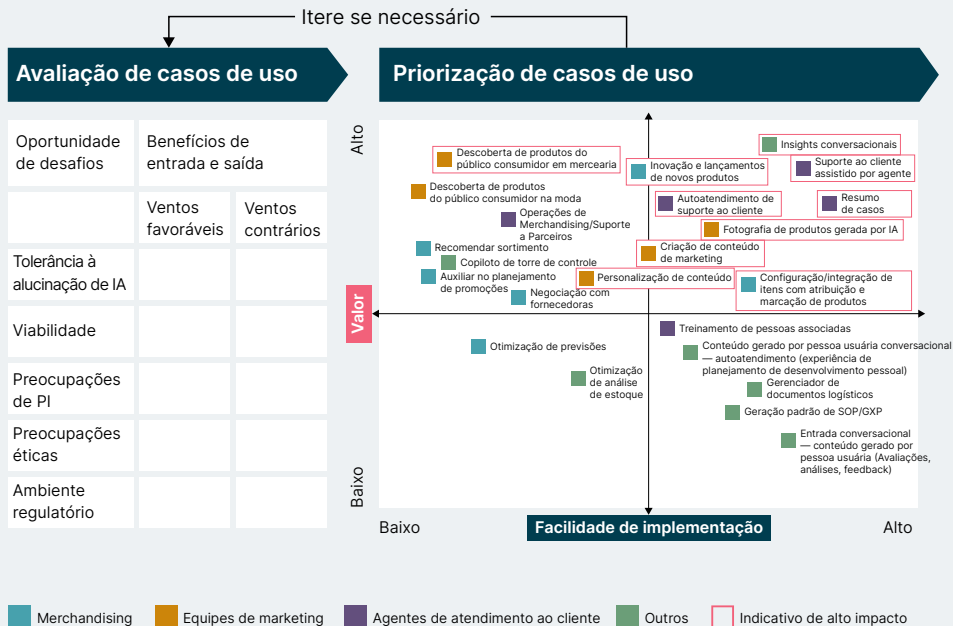 Itere se necessário
Avaliação de casos de uso
Priorização de casos de uso
Oportunidade
de desafios
Benefícios de
entrada e saída
Ventos
favoráveis
Ventos
contrários
Tolerância à
alucinação de IA
Viabilidade
Preocupações
de PI
Preocupações
éticas
Ambiente
regulatório
Alto
Valor
Baixo
Descoberta de produtos do
público consumidor em mercearia
Descoberta de produtos
do público consumidor na moda
Operações de
Merchandising/Suporte
a Parceiros
Recomendar sortimento
Copiloto de torre de controle
Auxiliar no planejamento
de promoções
Negociação com
fornecedoras
Personalização de conteúdo
Insights conversacionais
Inovação e lançamentos
de novos produtos
Suporte ao cliente
assistido por agente
Autoatendimento de
suporte ao cliente
Resumo
de casos
Fotografia de produtos gerada por IA
Criação de conteúdo
de marketing
Configuração/integração de
itens com atribuição e
marcação de produtos
Otimização de previsões
Otimização
de análise
de estoque
Treinamento de pessoas associadas
Conteúdo gerado por pessoa usuária conversacional
— autoatendimento (experiência de
planejamento de desenvolvimento pessoal)
Gerenciador de
documentos logísticos
Geração padrão de SOP/GXP
Entrada conversacional
— conteúdo gerado por
pessoa usuária (Avaliações,
análises, feedback)
Baixo
Facilidade de implementação
Alto
Merchandising
Equipes de marketing
Agentes de atendimento ao cliente
Outros
Indicativo de alto impacto